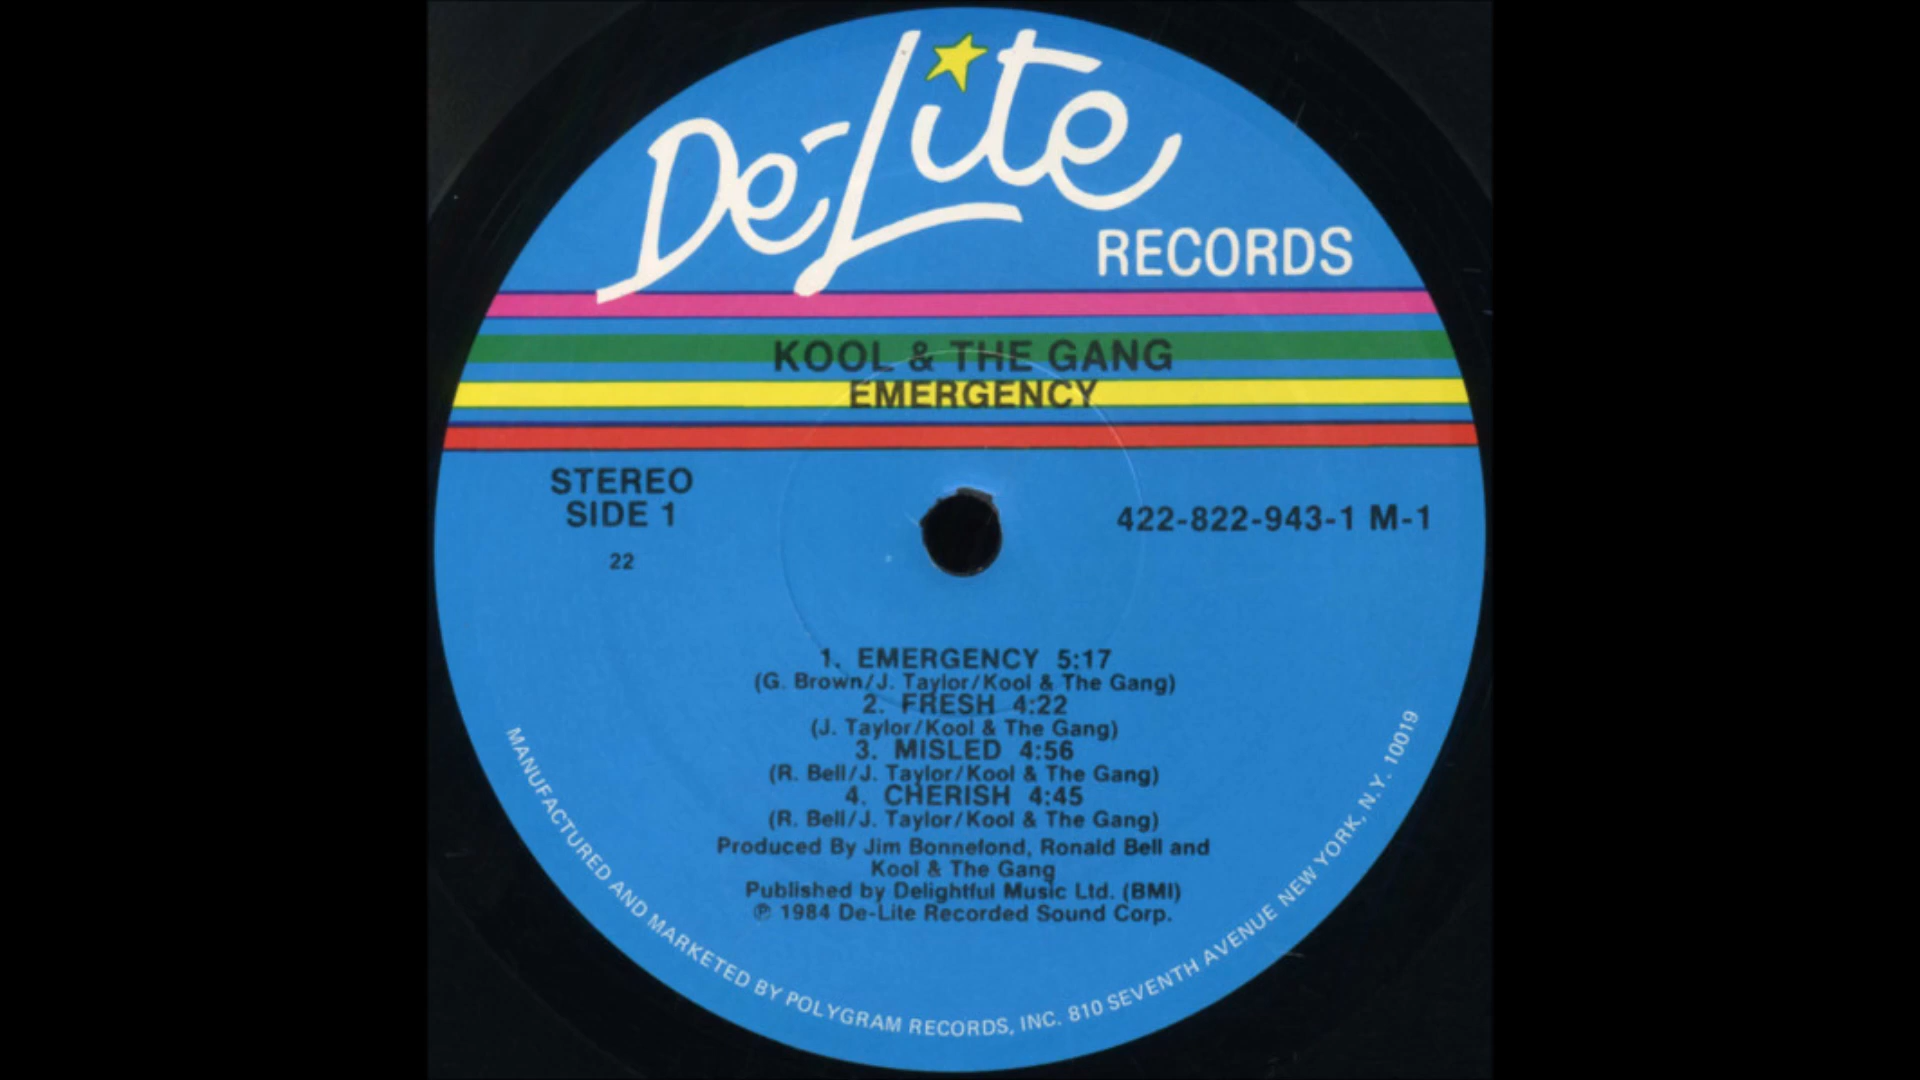 De-Lite
RECORDS
KOOL & THE GANG
EMERGENCY
STEREO
SIDE 1
22
422-822-943-1 M-1
1. EMERGENCY 5:17
(G. Brown/J. Taylor/Kool & The Gang)
2. FRESH 4:22
(J. Taylor/Kool & The Gang)
3. MISLED 4:56
(R. Bell/J. Taylor/Kool & The Gang)
4. CHERISH 4:45
(R. Bell/J. Taylor/Kool & The Gang)
Produced By Jim Bonnefond, Ronald Bell and
Kool & The Gang
Published by Delightful Music Ltd. (BMI)
℗ 1984 De-Lite Recorded Sound Corp.
MANUFACTURED AND MARKETED BY POLYGRAM RECORDS, INC. 810 SEVENTH AVENUE NEW YORK, N.Y. 10019